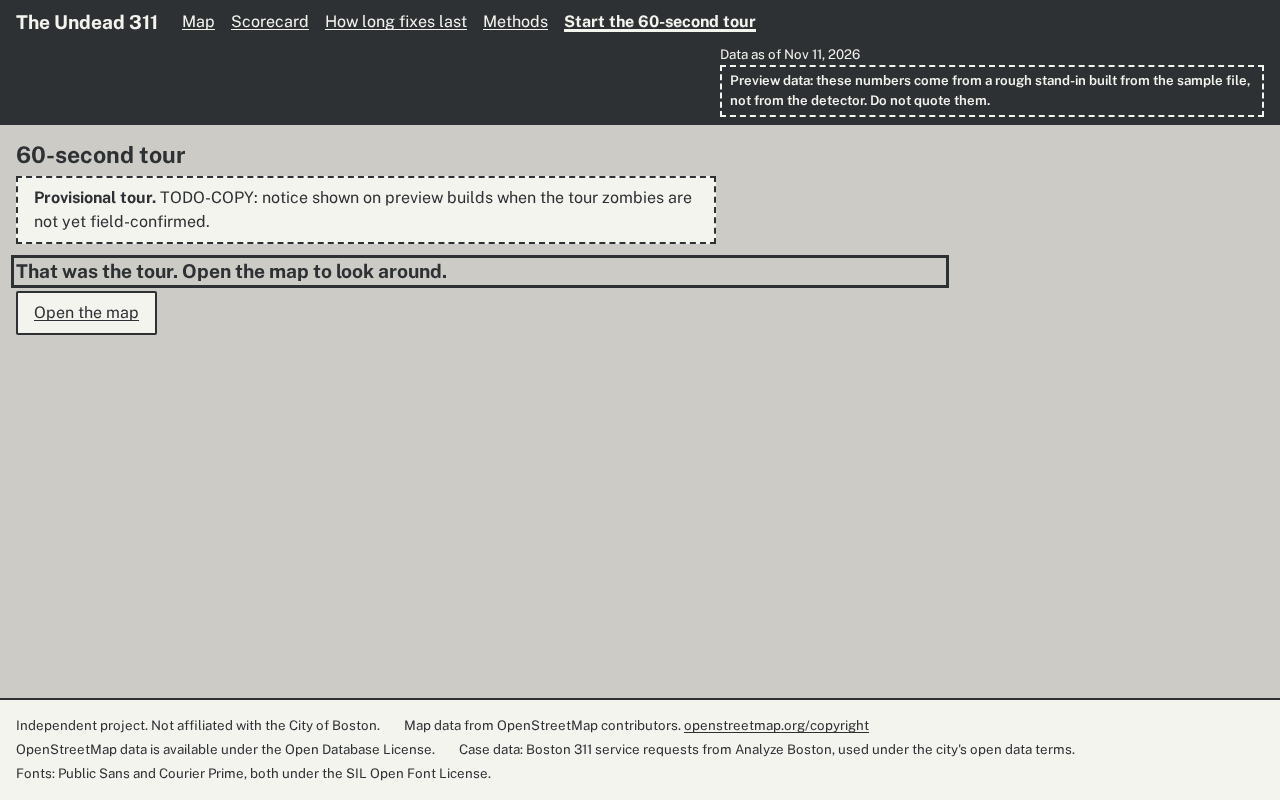 The Undead 311 Map Scorecard How long fixes last Methods Start the 60-second tour
Data as of Nov 11, 2026
Preview data: these numbers come from a rough stand-in built from the sample file,
not from the detector. Do not quote them.
60-second tour
Provisional tour. TODO-COPY: notice shown on preview builds when the tour zombies are
not yet field-confirmed.
That was the tour. Open the map to look around.
Open the map
Independent project. Not affiliated with the City of Boston. Map data from OpenStreetMap contributors. openstreetmap.org/copyright
OpenStreetMap data is available under the Open Database License. Case data: Boston 311 service requests from Analyze Boston, used under the city's open data terms.
Fonts: Public Sans and Courier Prime, both under the SIL Open Font License.